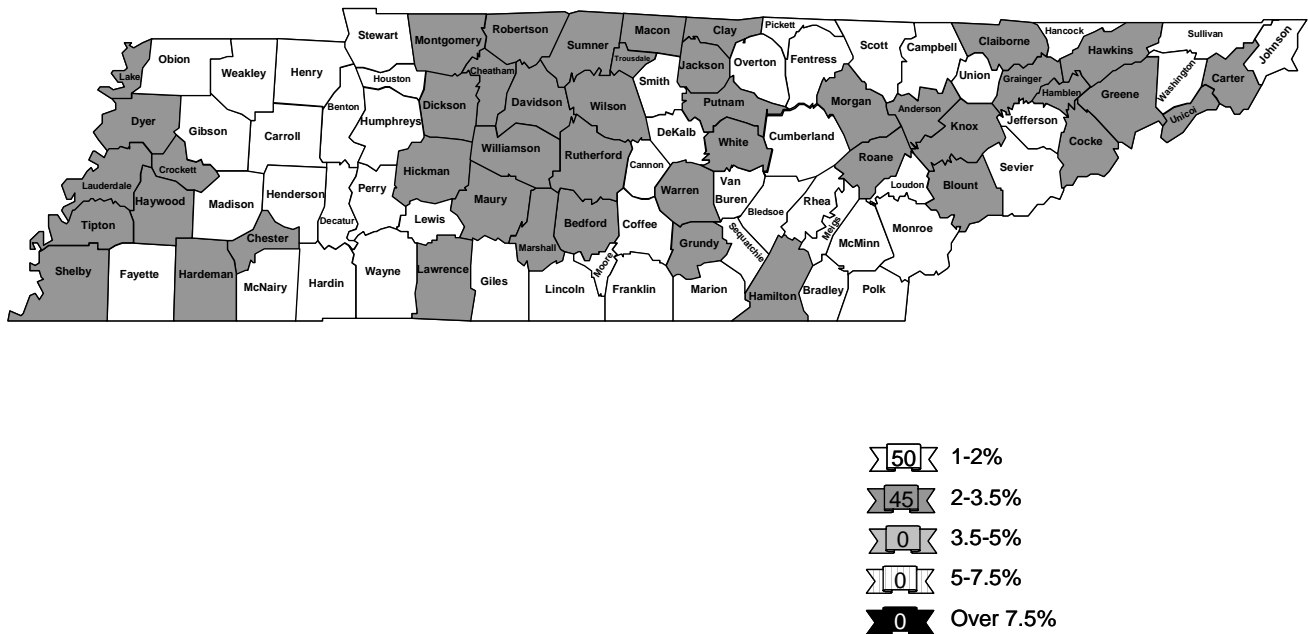 Stewart
Montgomery
Robertson
Sumner
Macon
Clay
Pickett
Scott
Campbell
Claiborne
Hancock
Hawkins
Sullivan
Johnson
Lake
Obion
Weakley
Henry
Houston
Cheatham
Trousdale
Smith
Jackson
Overton
Fentress
Union
Grainger
Hamblen
Greene
Washington
Carter
Unicoi
Dyer
Gibson
Carroll
Benton
Humphreys
Dickson
Davidson
Wilson
DeKalb
Putnam
White
Cumberland
Morgan
Anderson
Knox
Jefferson
Cocke
Sevier
Lauderdale
Crockett
Haywood
Madison
Henderson
Decatur
Perry
Hickman
Williamson
Rutherford
Cannon
Warren
Van
Buren
Bledsoe
Rhea
Roane
Loudon
Blount
Tipton
Chester
Lewis
Maury
Marshall
Bedford
Coffee
Grundy
Sequatchie
Meigs
McMinn
Monroe
Shelby
Fayette
Hardeman
McNairy
Hardin
Wayne
Lawrence
Giles
Lincoln
Moore
Franklin
Marion
Hamilton
Bradley
Polk
50 1-2%
45 2-3.5%
0 3.5-5%
0 5-7.5%
0 Over 7.5%